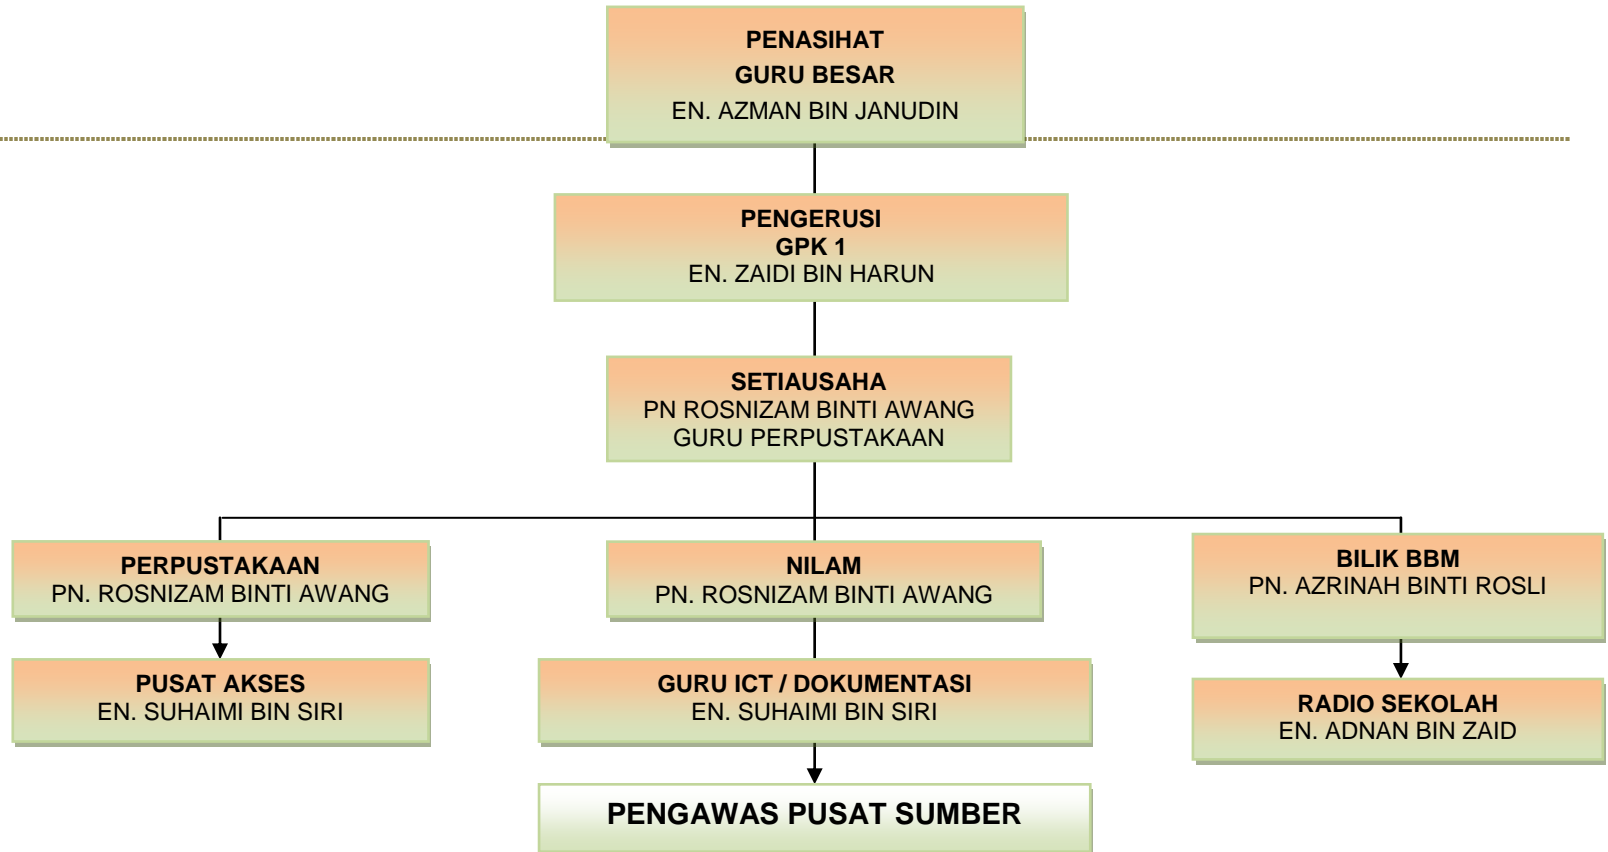 PENASIHAT
GURU BESAR
EN. AZMAN BIN JANUDIN
PENGERUSI
GPK 1
EN. ZAIDI BIN HARUN
SETIAUSAHA
PN ROSNIZAM BINTI AWANG
GURU PERPUSTAKAAN
PERPUSTAKAAN
PN. ROSNIZAM BINTI AWANG
NILAM
PN. ROSNIZAM BINTI AWANG
BILIK BBM
PN. AZRINAH BINTI ROSLI
PUSAT AKSES
EN. SUHAIMI BIN SIRI
GURU ICT / DOKUMENTASI
EN. SUHAIMI BIN SIRI
RADIO SEKOLAH
EN. ADNAN BIN ZAID
PENGAWAS PUSAT SUMBER